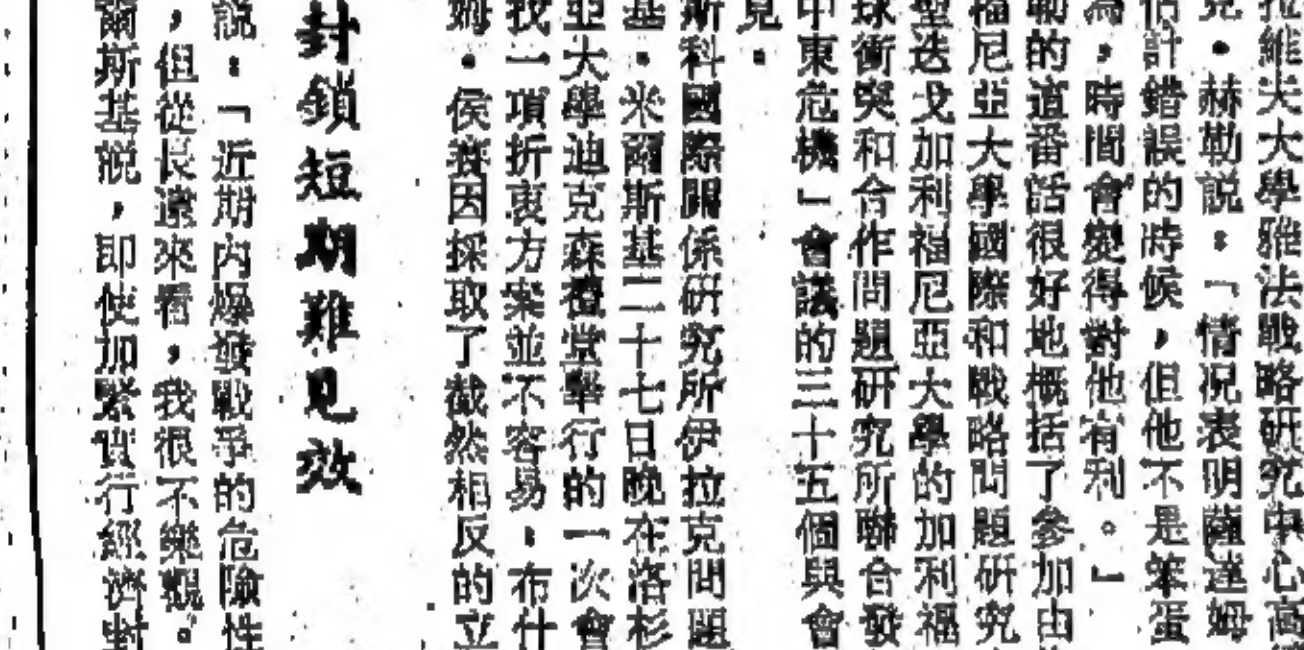 拉維夫大學雅法戰略研究中心高
克·赫勒説：「情况表明薩達姆
估計錯誤的時候，但他不是笨蛋
為，時間會變得對他有利。」
勒的這番話很好地概括了參加由
福尼亞大學國際和戰略問題研究
聖迭戈加利福尼亞大學的加利福
球衝突和合作問題研究所聯合發
中東危機」會議的三十五個與會
見。
斯科國際關係研究所伊拉克問題
基·米爾斯基二十七日晚在洛杉
亞大學迪克森禮堂舉行的一次會
找一項折衷方案並不容易，布什
姆·侯賽因採取了截然相反的立
封鎖短期難見效
説：「近期内爆發戰爭的危險性
，但從長遠來看，我很不樂觀。
爾斯基説，即使加緊實行經濟封